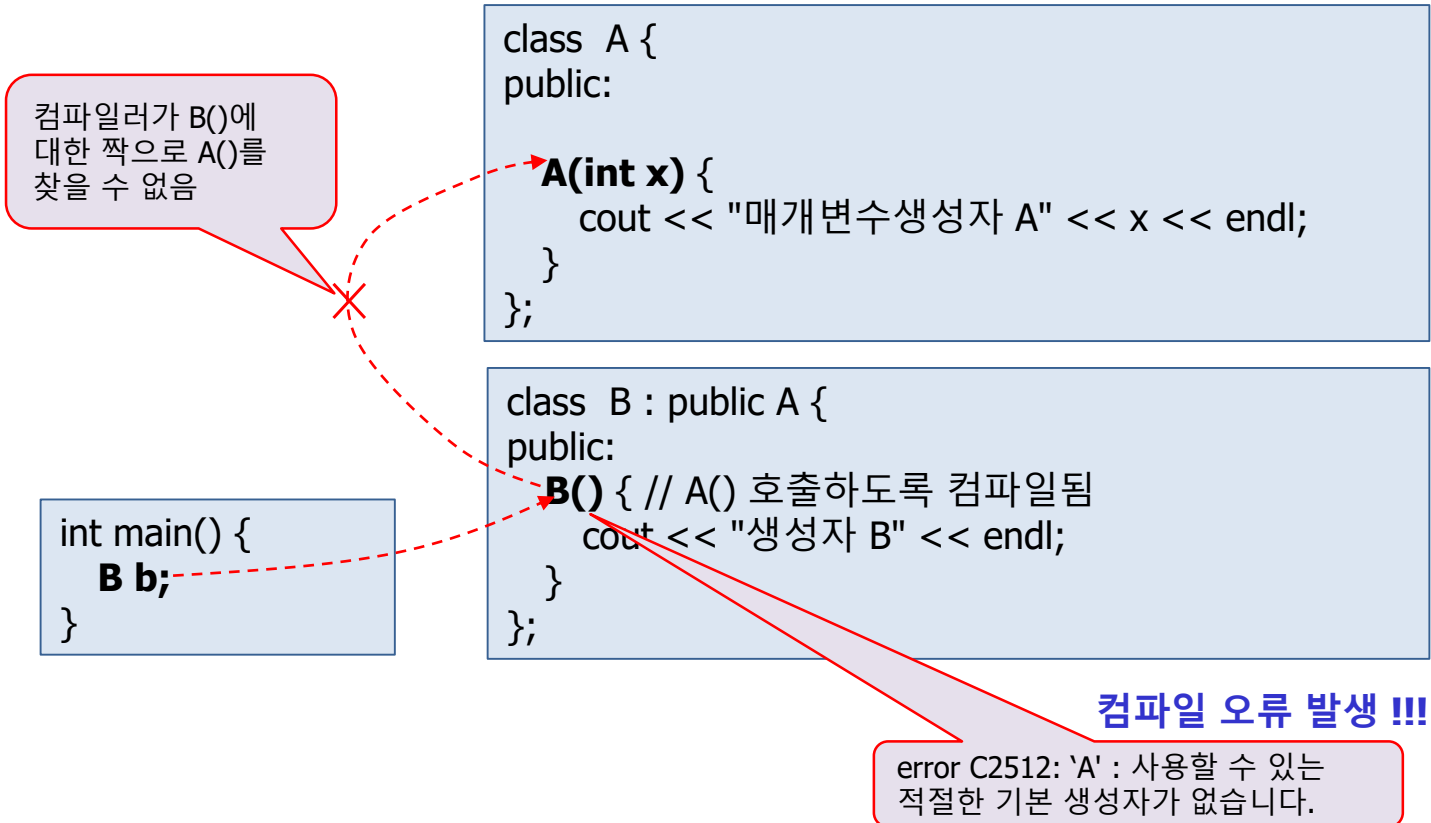 class  A {
public:
컴파일러가 B()에
대한 짝으로 A()를
찾을 수 없음
A(int x) {
cout << "매개변수생성자 A" << x << endl;
}
};
class  B : public A {
public:
B() { // A() 호출하도록 컴파일됨
cout << "생성자 B" << endl;
}
};
int main() {
B b;
}
컴파일 오류 발생 !!!
error C2512: `A' : 사용할 수 있는
적절한 기본 생성자가 없습니다.